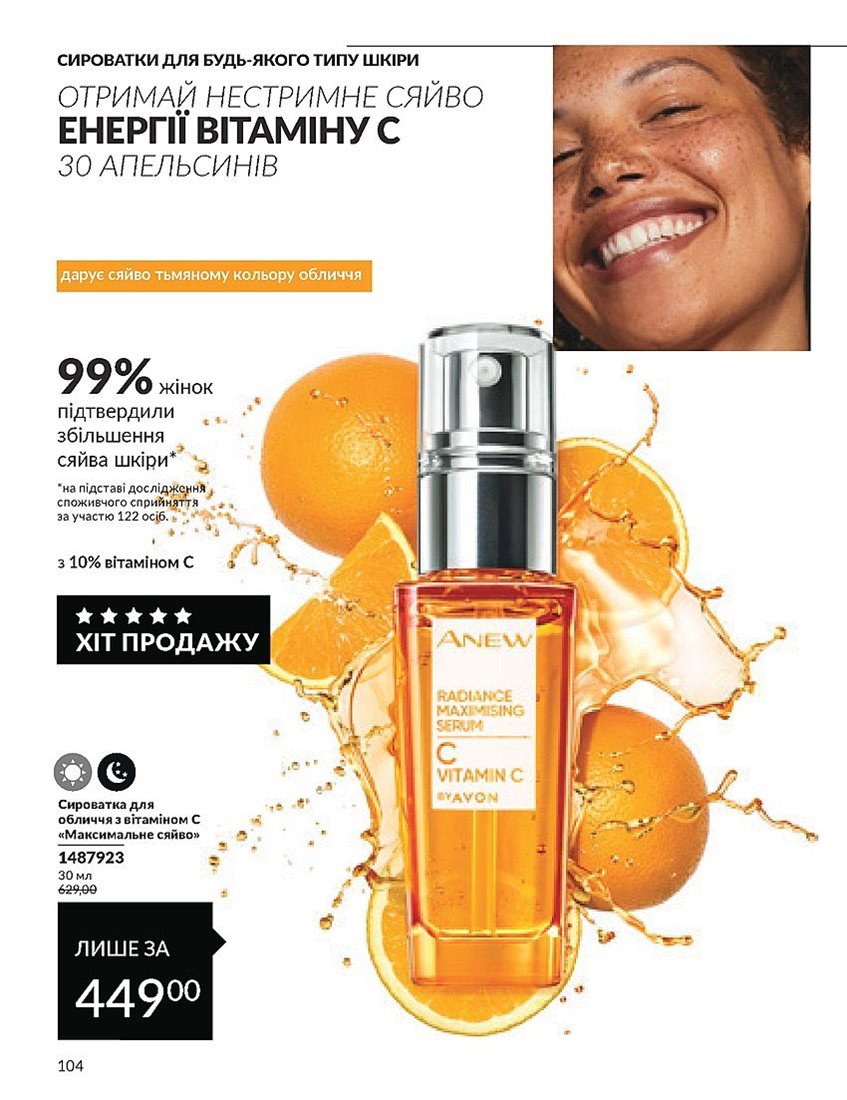 СИРОВАТКИ ДЛЯ БУДЬ-ЯКОГО ТИПУ ШКІРИ
ОТРИМАЙ НЕСТРИМНЕ СЯЙВО
ЕНЕРГІЇ ВІТАМІНУ С
30 АПЕЛЬСИНІВ
дарує сяйво тьмяному кольору обличчя
99% жінок
підтвердили
збільшення
сяйва шкіри*
*на підставі дослідження
споживчого сприйняття
за участю 122 осіб.
з 10% вітаміном С
ХІТ ПРОДАЖУ
ANEW
RADIANCE
MAXIMISING
SERUM
C
VITAMIN C
BY AVON
Сироватка для
обличчя з вітаміном С
«Максимальне сяйво»
1487923
30 мл
629,00
ЛИШЕ ЗА
449⁰⁰
104